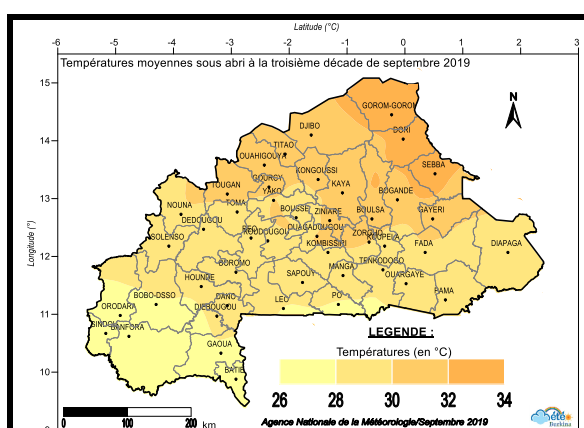 Latitude (°C)
-6 -5 -4 -3 -2 -1 0 1 2 3
Températures moyennes sous abri à la troisième décade de septembre 2019
15
GOROM-GOROM
N
DJIBO
DORI
14
TITAO
OUAHIGOUYA
KONGOUSSI
SEBBA
GOURCY
TOUGAN
YAKO
KAYA
BOGANDE
13
NOUNA
TOMA
BOUSSE
ZINIARE
BOULSA
GAYERI
DEDOUGOU
KOUDOUGOU
OUAGADOUGOU
ZORGHO
KOUPELA
SOLENSO
KOMBISSIRI
FADA
DIAPAGA
Longitude (°)
12
BOROMO
TENKODOGO
MANGA
HOUNDE
SAPOUY
OUARGAYE
BOBO-DSSO
DANO
LEO
PO
PAMA
ORODARA
DIEBOUGOU
11
SINDOU
BANFORA
LEGENDE :
GAOUA
Températures (en °C)
BATIE
10
26 28 30 32 34
0 100 200 km
Agence Nationale de la Météorologie/Septembre 2019
météo
Burkina